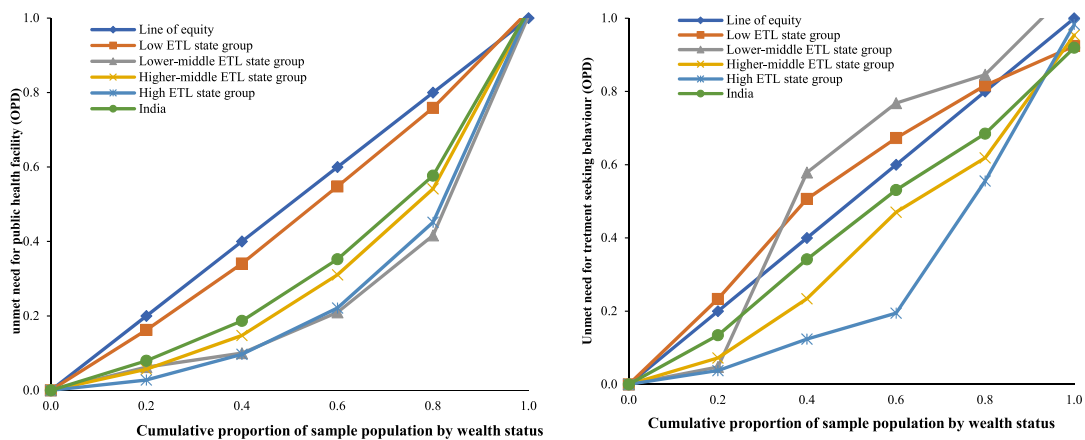 1.0
0.8
0.6
0.4
0.2
0.0
unmet need for public health facility (OPD)
Line of equity
Low ETL state group
Lower-middle ETL state group
Higher-middle ETL state group
High ETL state group
India
0.0 0.2 0.4 0.6 0.8 1.0
Cumulative proportion of sample population by wealth status
1.0
0.8
0.6
0.4
0.2
0.0
Unmet need for tretment seeking behaviour (OPD)
Line of equity
Low ETL state group
Lower-middle ETL state group
Higher-middle ETL state group
High ETL state group
India
0.0 0.2 0.4 0.6 0.8 1.0
Cumulative proportion of sample population by wealth status